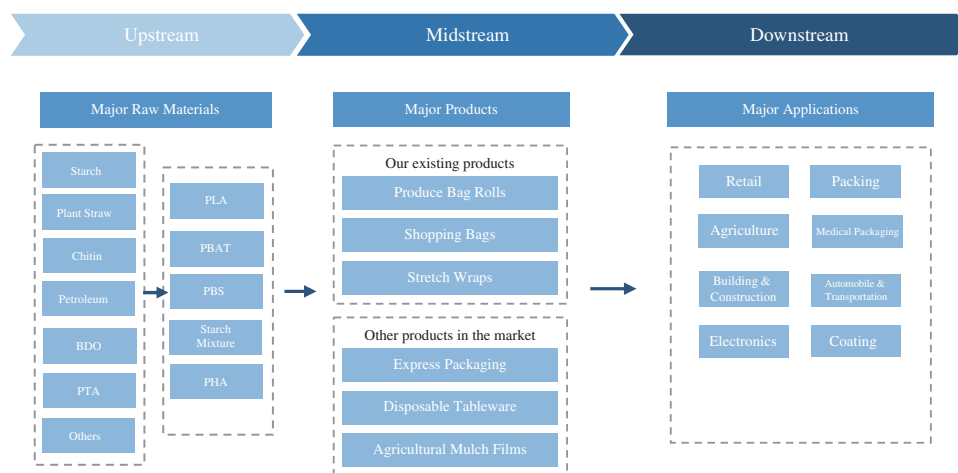 Upstream
Midstream
Downstream
Major Raw Materials
Major Products
Major Applications
Starch
Plant Straw
Chitin
Petroleum
BDO
PTA
Others
PLA
PBAT
PBS
Starch
Mixture
PHA
Our existing products
Produce Bag Rolls
Shopping Bags
Stretch Wraps
Other products in the market
Express Packaging
Disposable Tableware
Agricultural Mulch Films
Retail
Packing
Agriculture
Medical Packaging
Building &
Construction
Automobile &
Transportation
Electronics
Coating